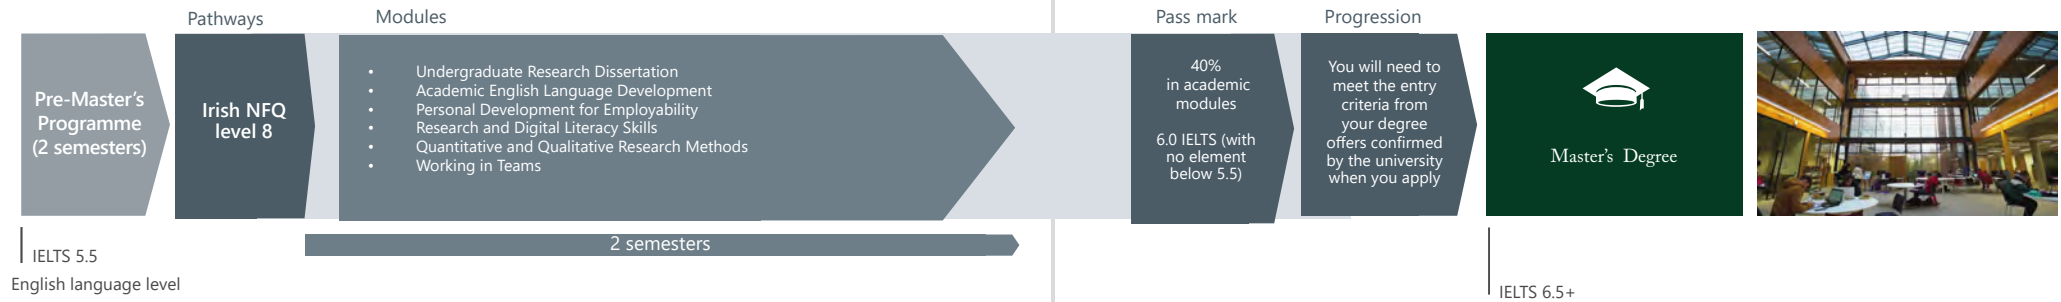 Pathways
Modules
Pass mark
Progression
Pre-Master’s
Programme
(2 semesters)
Irish NFQ
level 8
• Undergraduate Research Dissertation
• Academic English Language Development
• Personal Development for Employability
• Research and Digital Literacy Skills
• Quantitative and Qualitative Research Methods
• Working in Teams
40%
in academic
modules
6.0 IELTS (with
no element
below 5.5)
You will need to
meet the entry
criteria from
your degree
offers confirmed
by the university
when you apply
Master’s Degree
2 semesters
IELTS 5.5
English language level
IELTS 6.5+